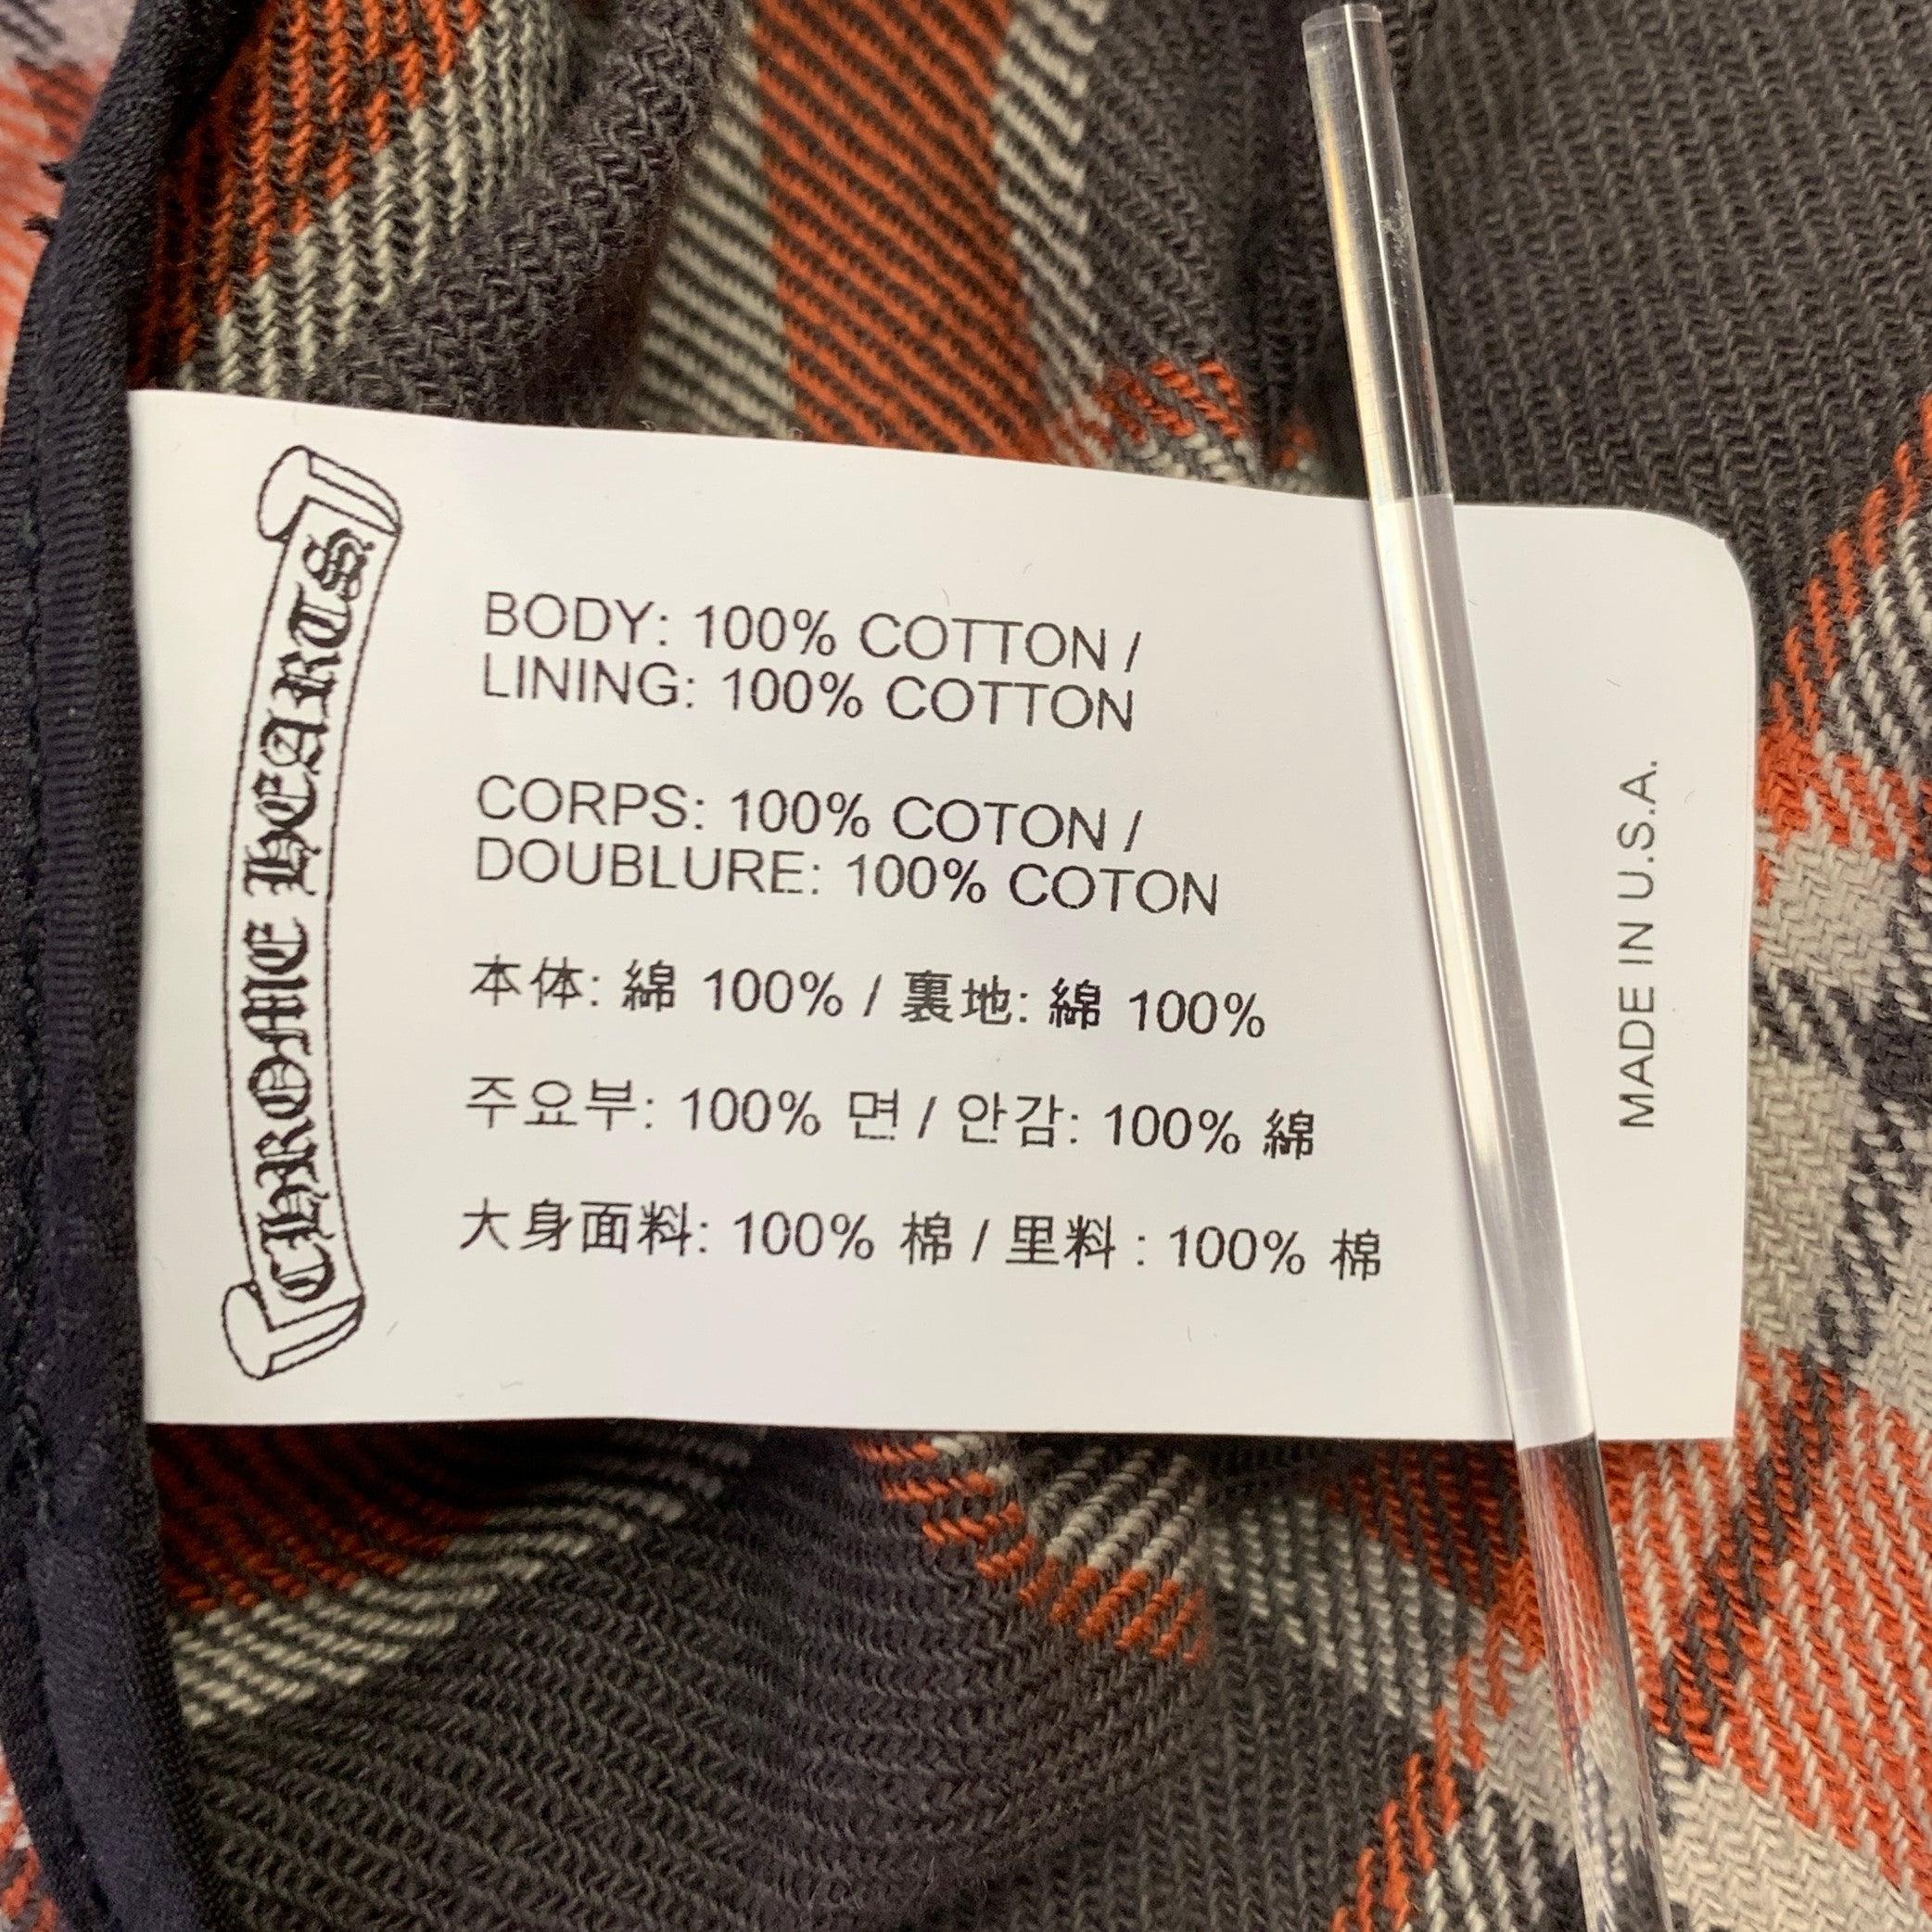 CHROME HEARTS
BODY: 100% COTTON /
LINING: 100% COTTON
CORPS: 100% COTON /
DOUBLURE: 100% COTON
本体: 綿 100% / 裏地: 綿 100%
주요부: 100% 면 / 안감: 100% 綿
大身面料: 100% 棉 / 里料 : 100% 棉
MADE IN U.S.A.